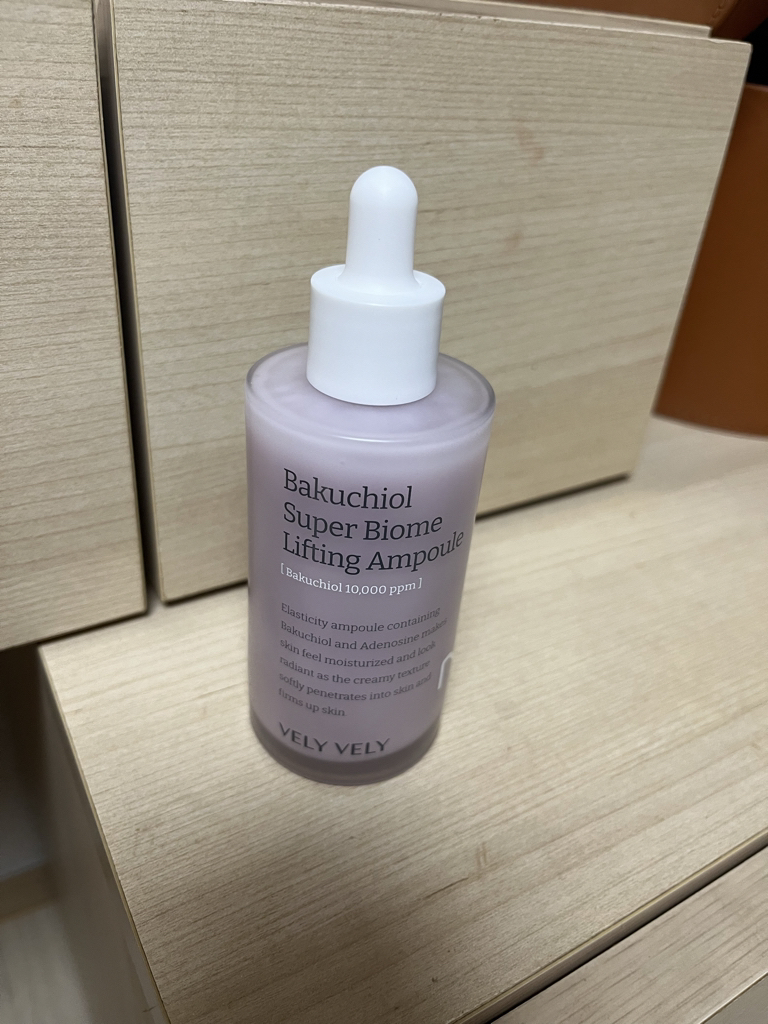 Bakuchiol
Super Biome
Lifting Ampoule
[ Bakuchiol 10,000 ppm ]
Elasticity ampoule containing
Bakuchiol and Adenosine makes
skin feel moisturized and look
radiant as the creamy texture
softly penetrates into skin and
firms up skin
VELY VELY